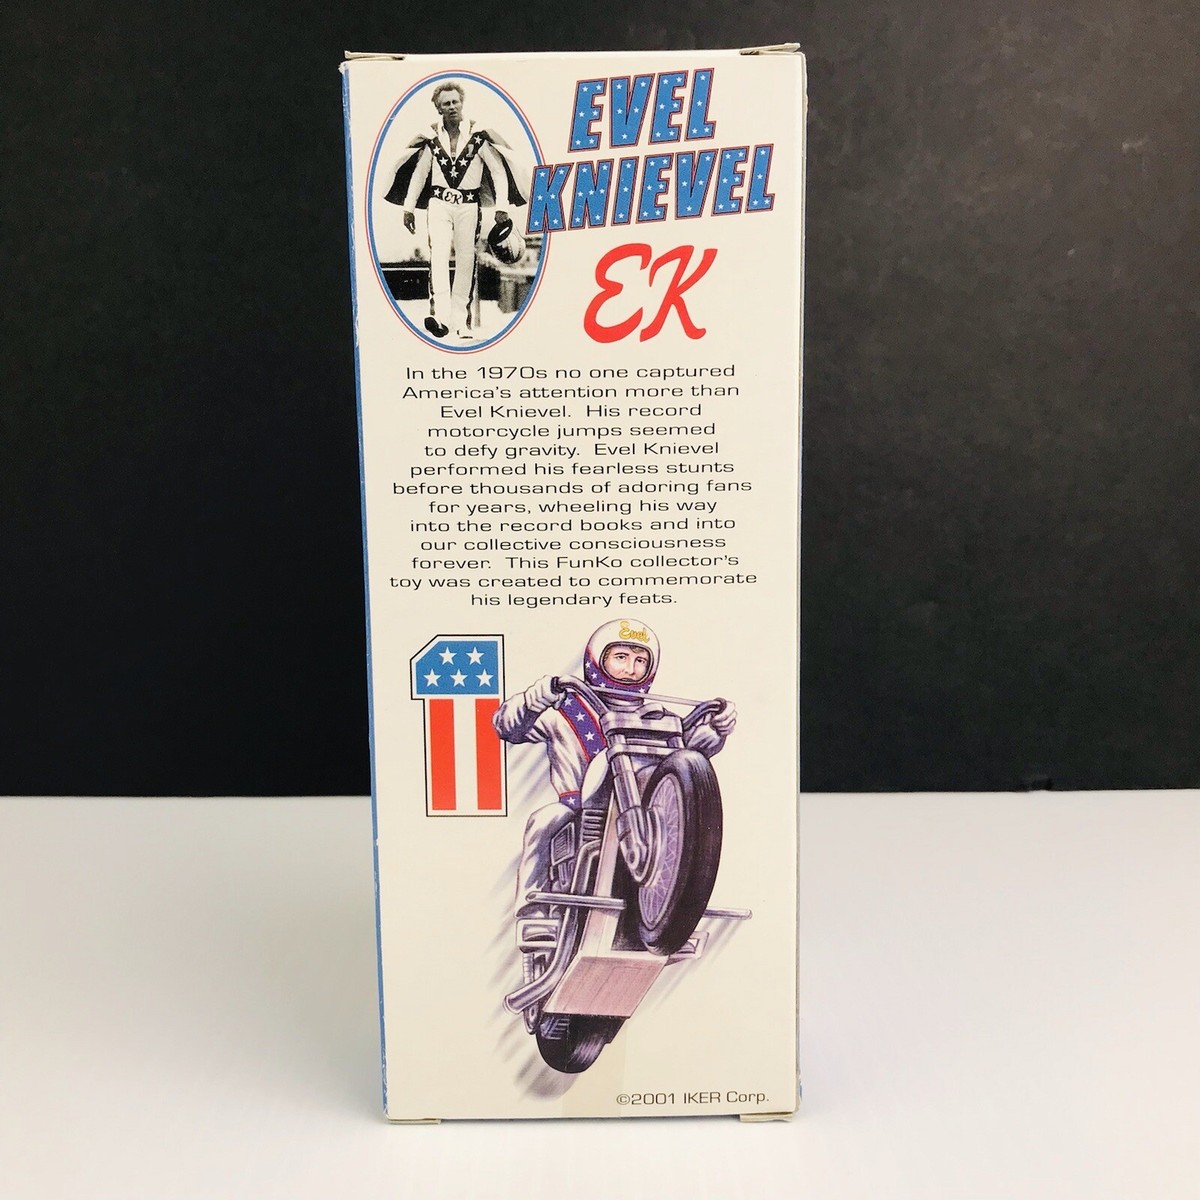 EVEL
KNIEVEL
EK
EK
In the 1970s no one captured
America's attention more than
Evel Knievel. His record
motorcycle jumps seemed
to defy gravity. Evel Knievel
performed his fearless stunts
before thousands of adoring fans
for years, wheeling his way
into the record books and into
our collective consciousness
forever. This FunKo collector's
toy was created to commemorate
his legendary feats.
1
Evel
©2001 IKER Corp.